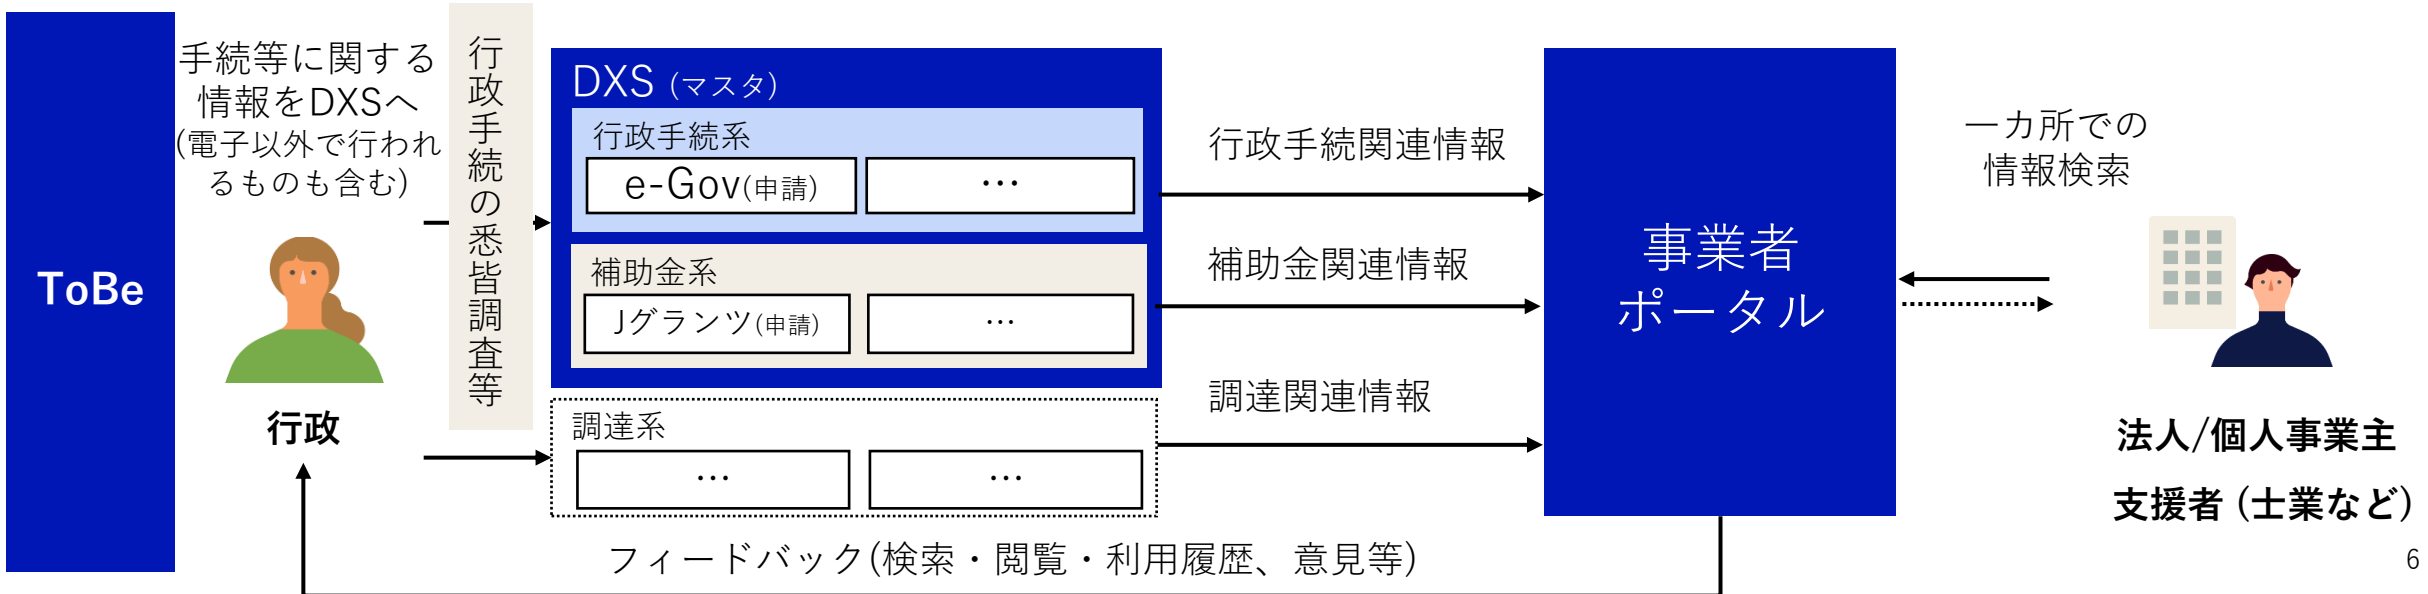 ToBe
手続等に関する
情報をDXSへ
(電子以外で行われ
るものも含む)
行政
行政手続の悉皆調査等
DXS (マスタ)
行政手続系
e-Gov(申請)
…
補助金系
Jグランツ(申請)
…
調達系
…
…
行政手続関連情報
補助金関連情報
調達関連情報
事業者
ポータル
一カ所での
情報検索
法人/個人事業主
支援者 (士業など)
フィードバック(検索・閲覧・利用履歴、意見等)
6